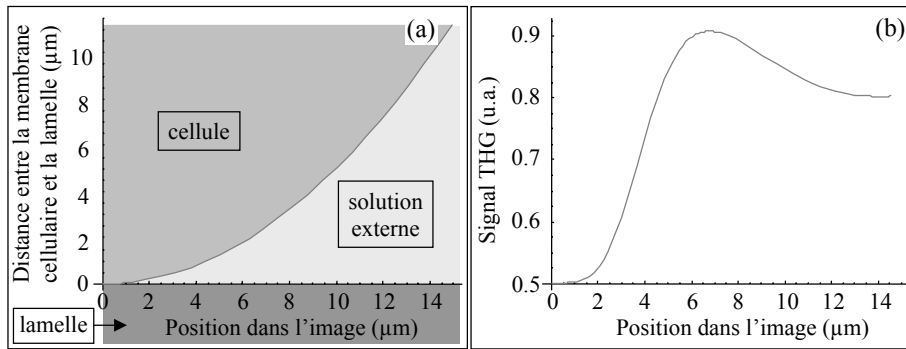 (a)
Distance entre la membrane
cellulaire et la lamelle (µm)
10
8
6
4
2
0
cellule
solution
externe
0 2 4 6 8 10 12 14
lamelle
Position dans l’image (µm)
(b)
Signal THG (u.a.)
0.9
0.8
0.7
0.6
0.5
0 2 4 6 8 10 12 14
Position dans l’image (µm)